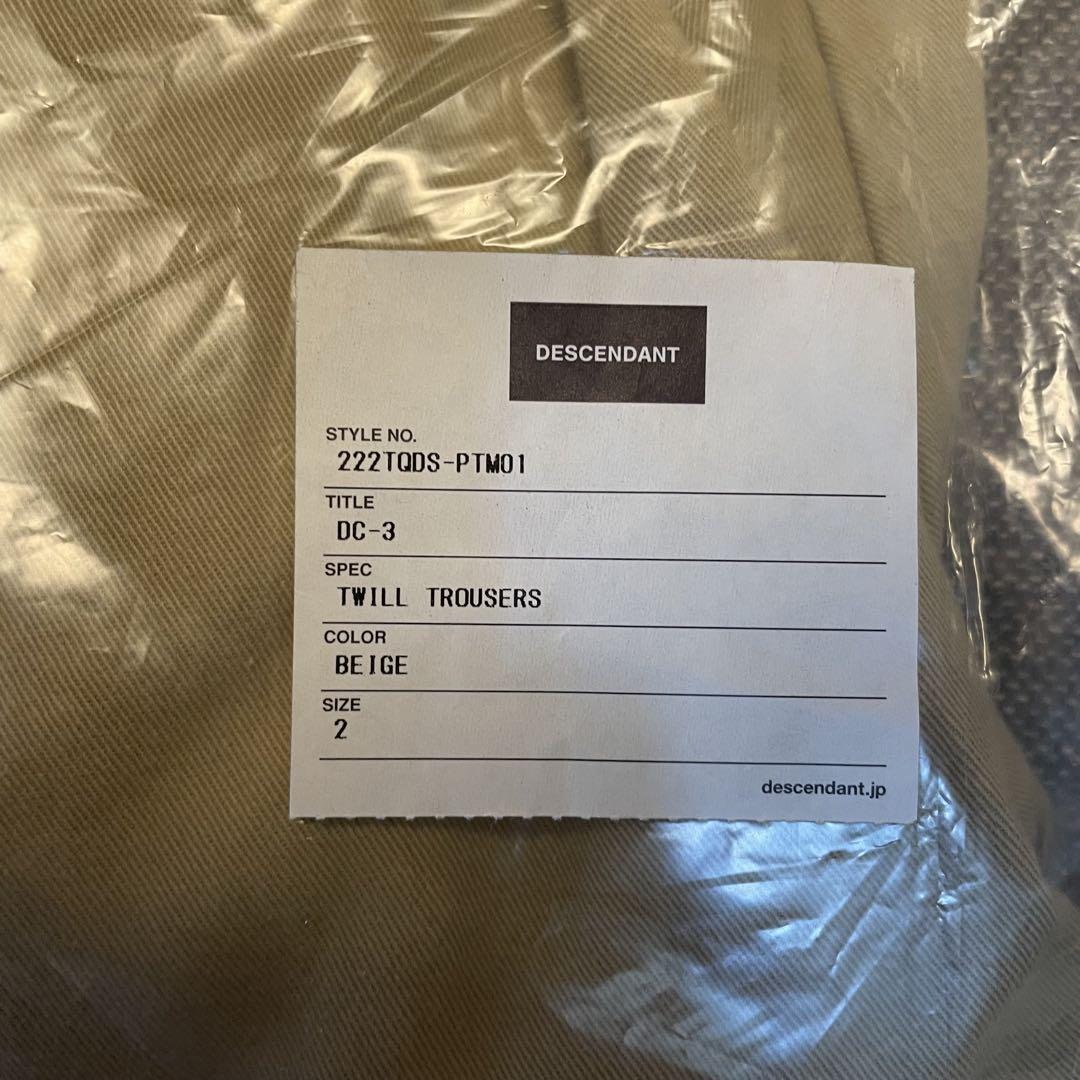 DESCENDANT
STYLE NO.
222TQDS-PTM01
TITLE
DC-3
SPEC
TWILL TROUSERS
COLOR
BEIGE
SIZE
2
descendant.jp